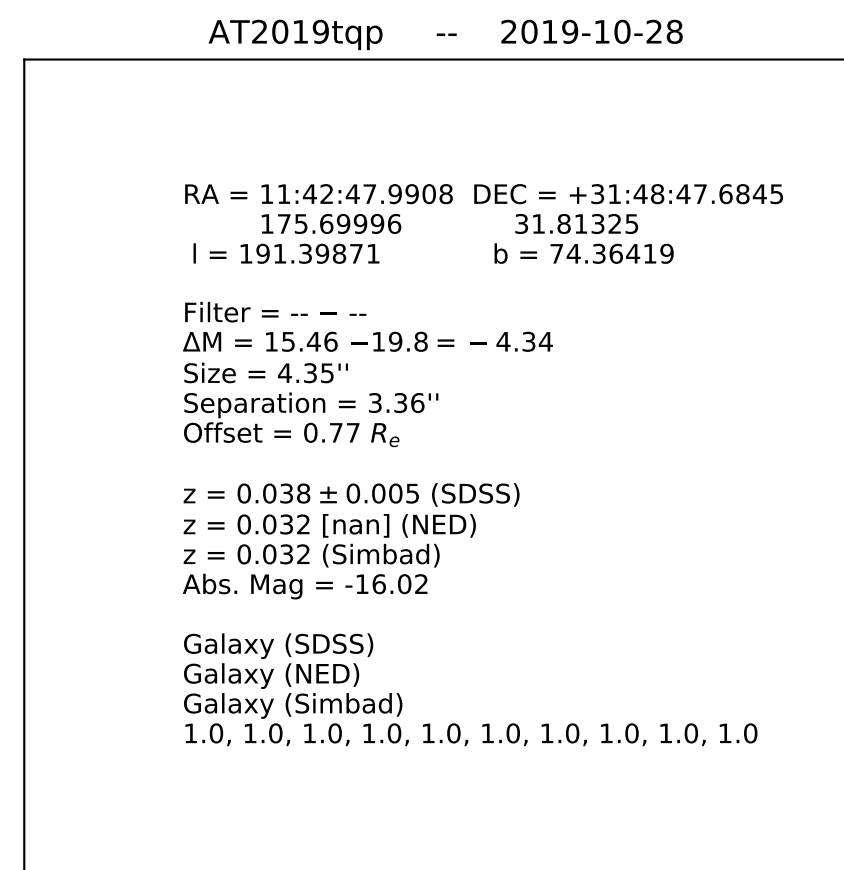 AT2019tqp -- 2019-10-28
RA = 11:42:47.9908 DEC = +31:48:47.6845
175.69996 31.81325
l = 191.39871 b = 74.36419
Filter = -- − --
ΔM = 15.46 −19.8 = − 4.34
Size = 4.35''
Separation = 3.36''
Offset = 0.77 Re
z = 0.038 ± 0.005 (SDSS)
z = 0.032 [nan] (NED)
z = 0.032 (Simbad)
Abs. Mag = -16.02
Galaxy (SDSS)
Galaxy (NED)
Galaxy (Simbad)
1.0, 1.0, 1.0, 1.0, 1.0, 1.0, 1.0, 1.0, 1.0, 1.0